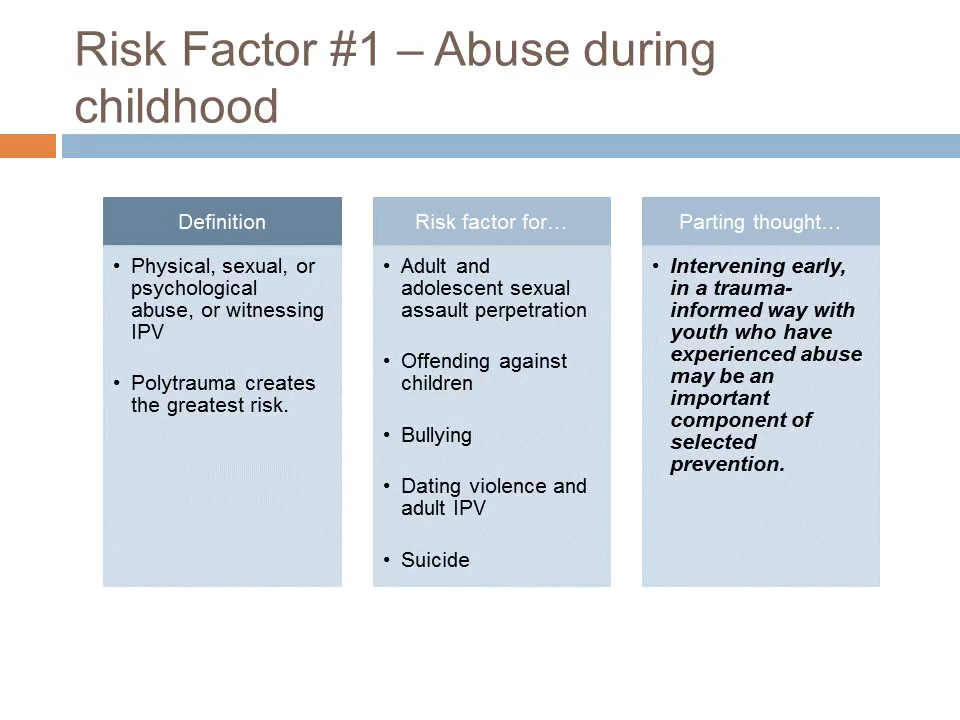 Risk Factor #1 – Abuse during
childhood
Definition
• Physical, sexual, or
psychological
abuse, or witnessing
IPV
• Polytrauma creates
the greatest risk.
Risk factor for…
• Adult and
adolescent sexual
assault perpetration
• Offending against
children
• Bullying
• Dating violence and
adult IPV
• Suicide
Parting thought…
• Intervening early,
in a trauma-
informed way with
youth who have
experienced abuse
may be an
important
component of
selected
prevention.